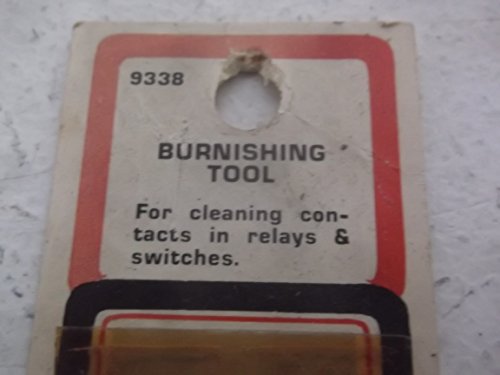 9338
BURNISHING
TOOL
For cleaning con-
tacts in relays &
switches.